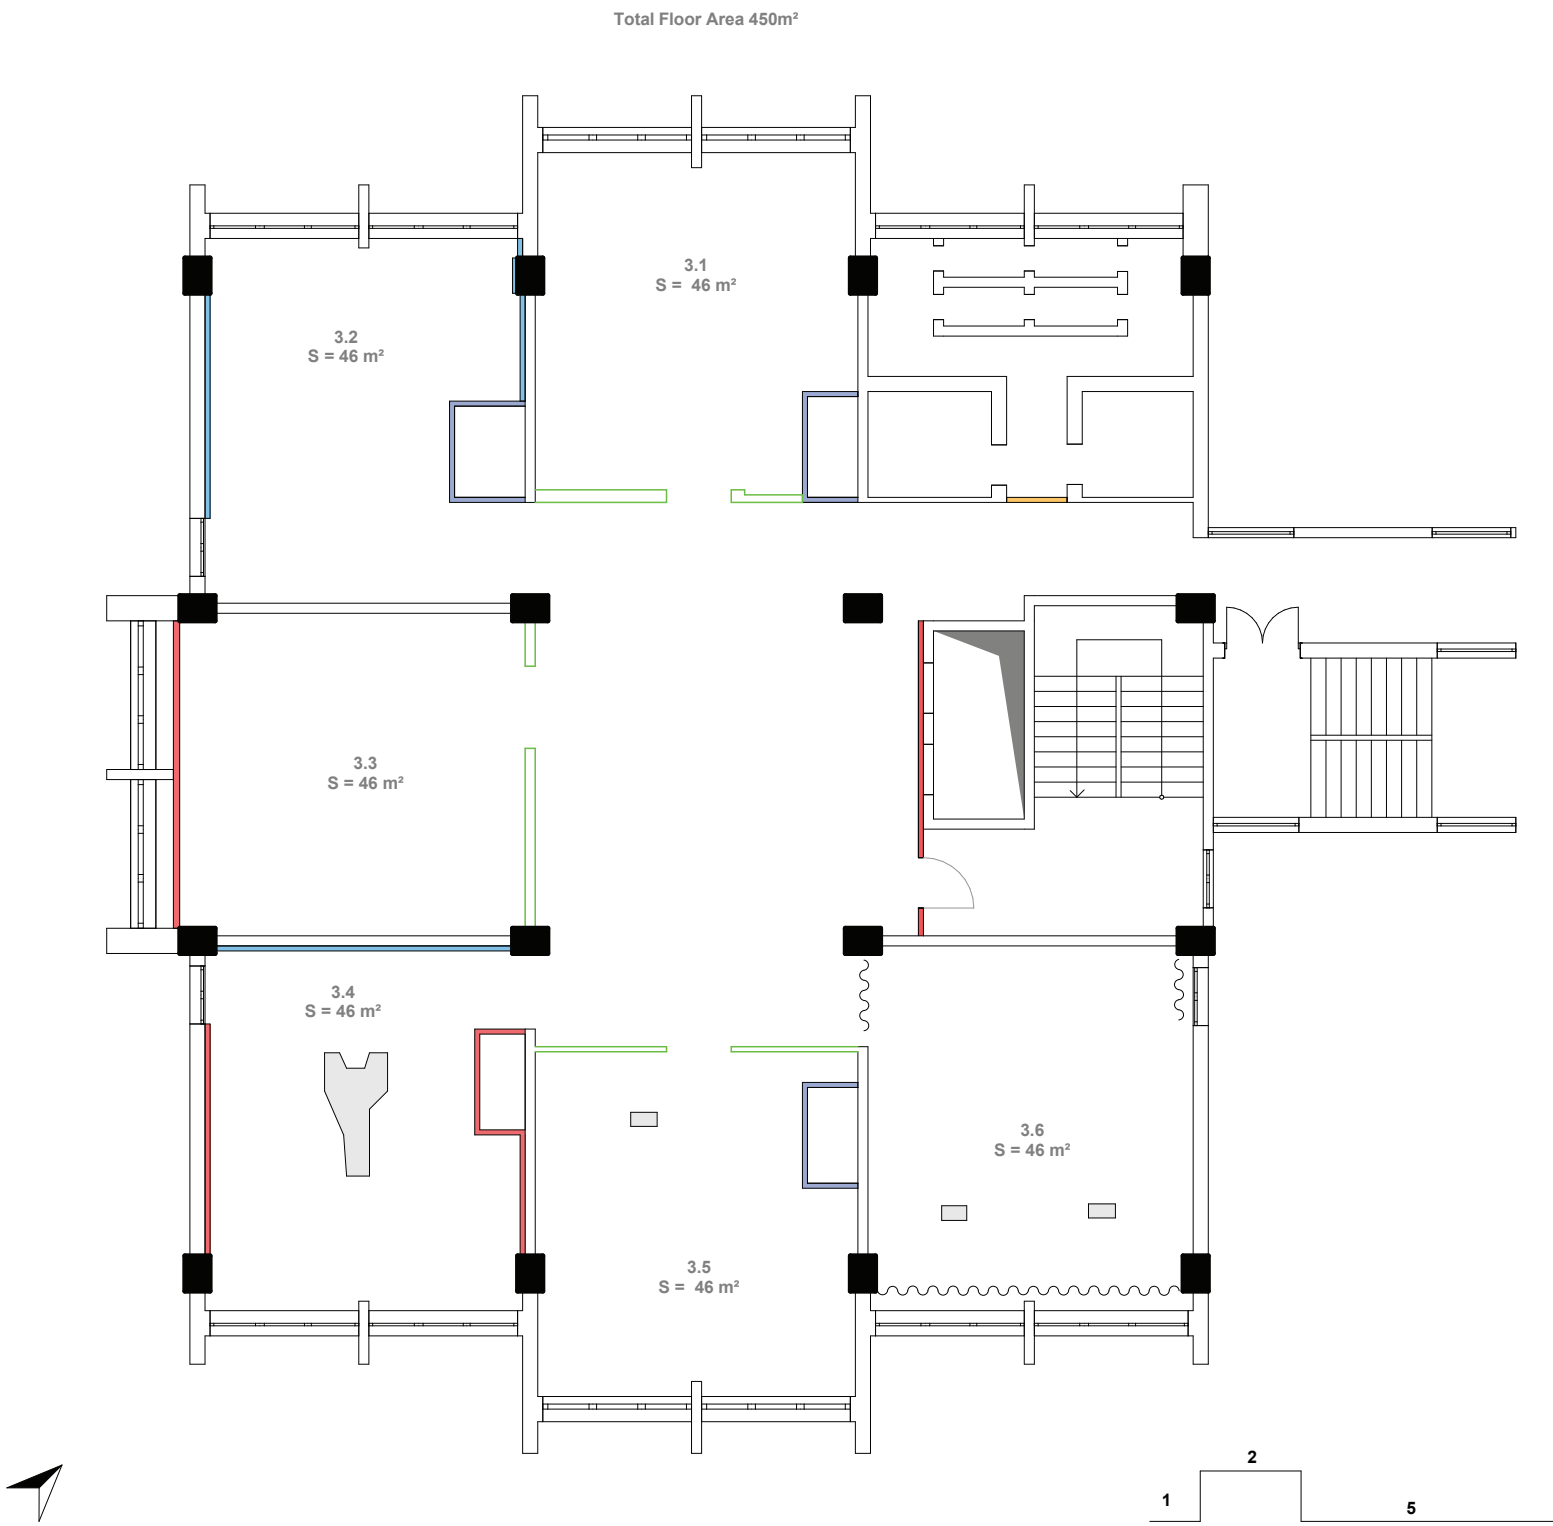 Total Floor Area 450m²
3.1
S = 46 m²
3.2
S = 46 m²
3.3
S = 46 m²
3.4
S = 46 m²
3.6
S = 46 m²
3.5
S = 46 m²
2
1
5